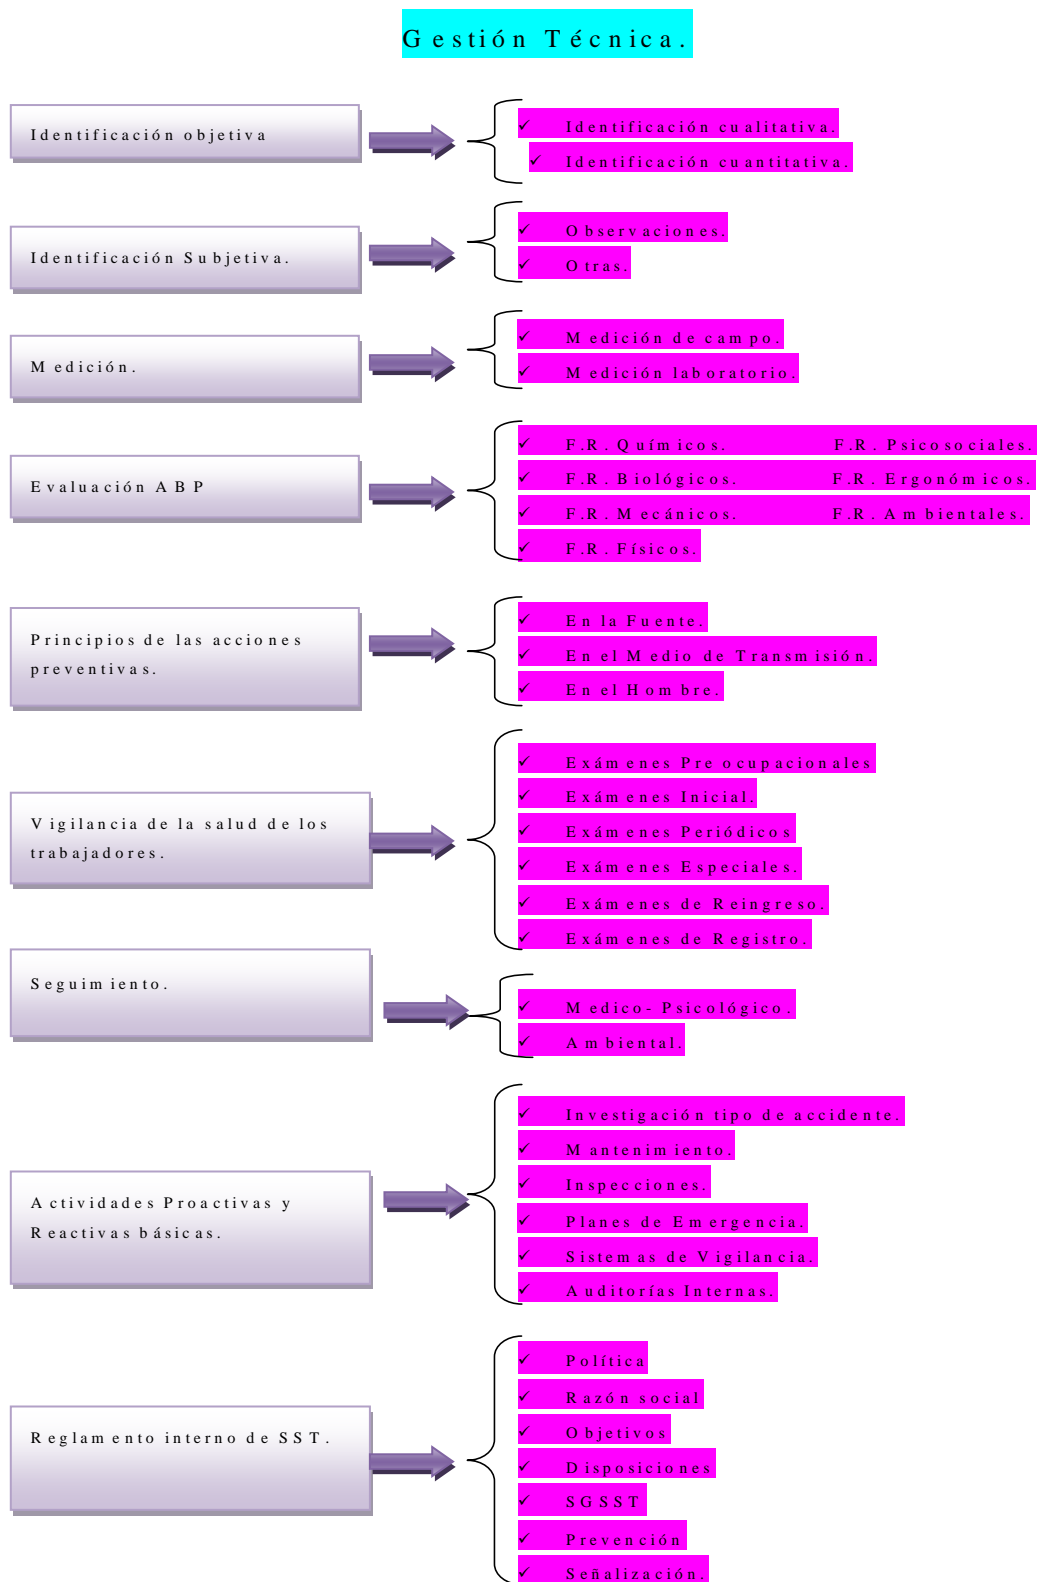 Gestión Técnica.
Identificación objetiva
✓ Identificación cualitativa.
✓ Identificación cuantitativa.
Identificación Subjetiva.
✓ Observaciones.
✓ Otras.
Medición.
✓ Medición de campo.
✓ Medición laboratorio.
Evaluación ABP
✓ F.R. Químicos. F.R. Psicosociales.
✓ F.R. Biológicos. F.R. Ergonómicos.
✓ F.R. Mecánicos. F.R. Ambientales.
✓ F.R. Físicos.
Principios de las acciones
preventivas.
✓ En la Fuente.
✓ En el Medio de Transmisión.
✓ En el Hombre.
Vigilancia de la salud de los
trabajadores.
✓ Exámenes Pre ocupacionales
✓ Exámenes Inicial.
✓ Exámenes Periódicos
✓ Exámenes Especiales.
✓ Exámenes de Reingreso.
✓ Exámenes de Registro.
Seguimiento.
✓ Medico- Psicológico.
✓ Ambiental.
Actividades Proactivas y
Reactivas básicas.
✓ Investigación tipo de accidente.
✓ Mantenimiento.
✓ Inspecciones.
✓ Planes de Emergencia.
✓ Sistemas de Vigilancia.
✓ Auditorías Internas.
Reglamento interno de SST.
✓ Política
✓ Razón social
✓ Objetivos
✓ Disposiciones
✓ SGSST
✓ Prevención
✓ Señalización.